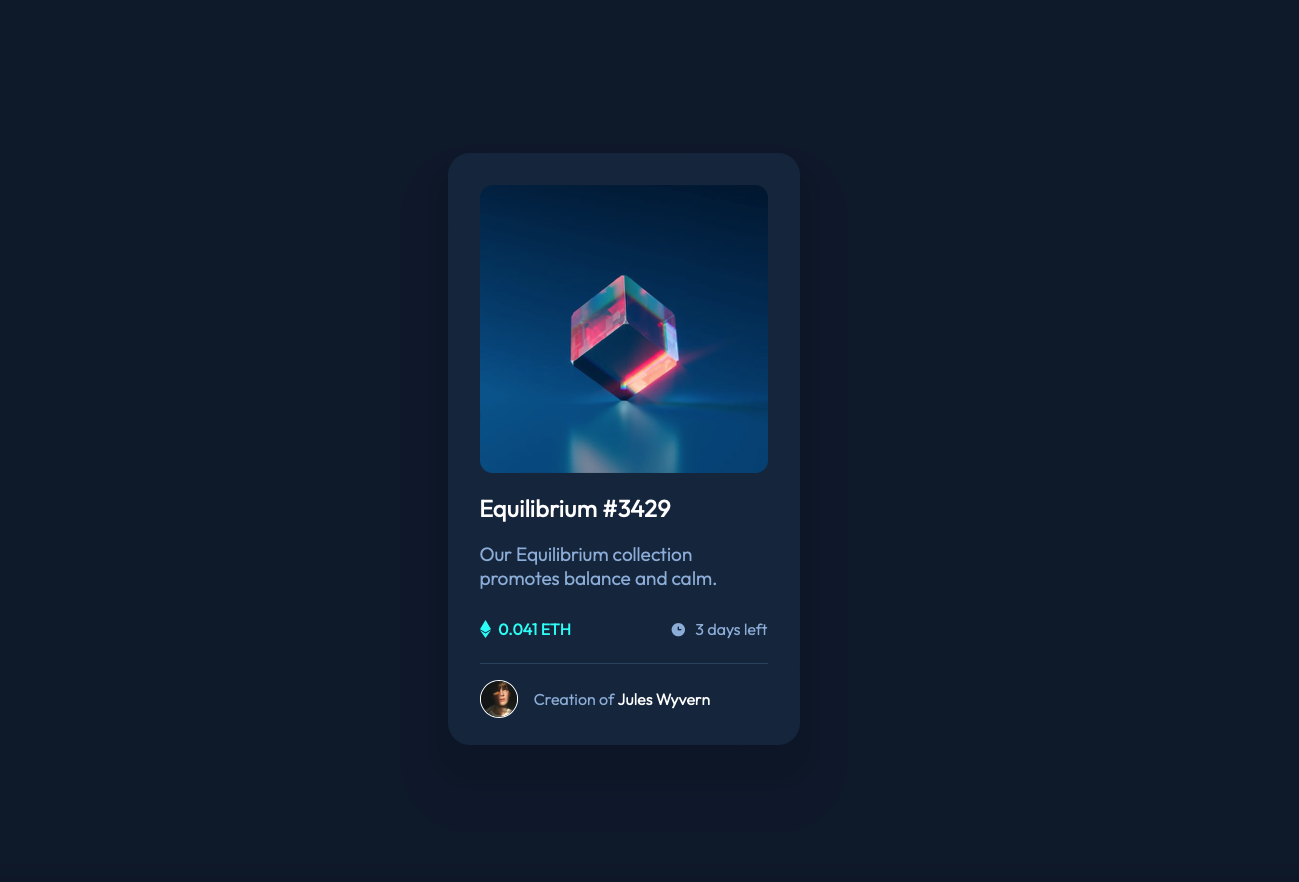 Equilibrium #3429
Our Equilibrium collection
promotes balance and calm.
0.041 ETH
3 days left
Creation of Jules Wyvern